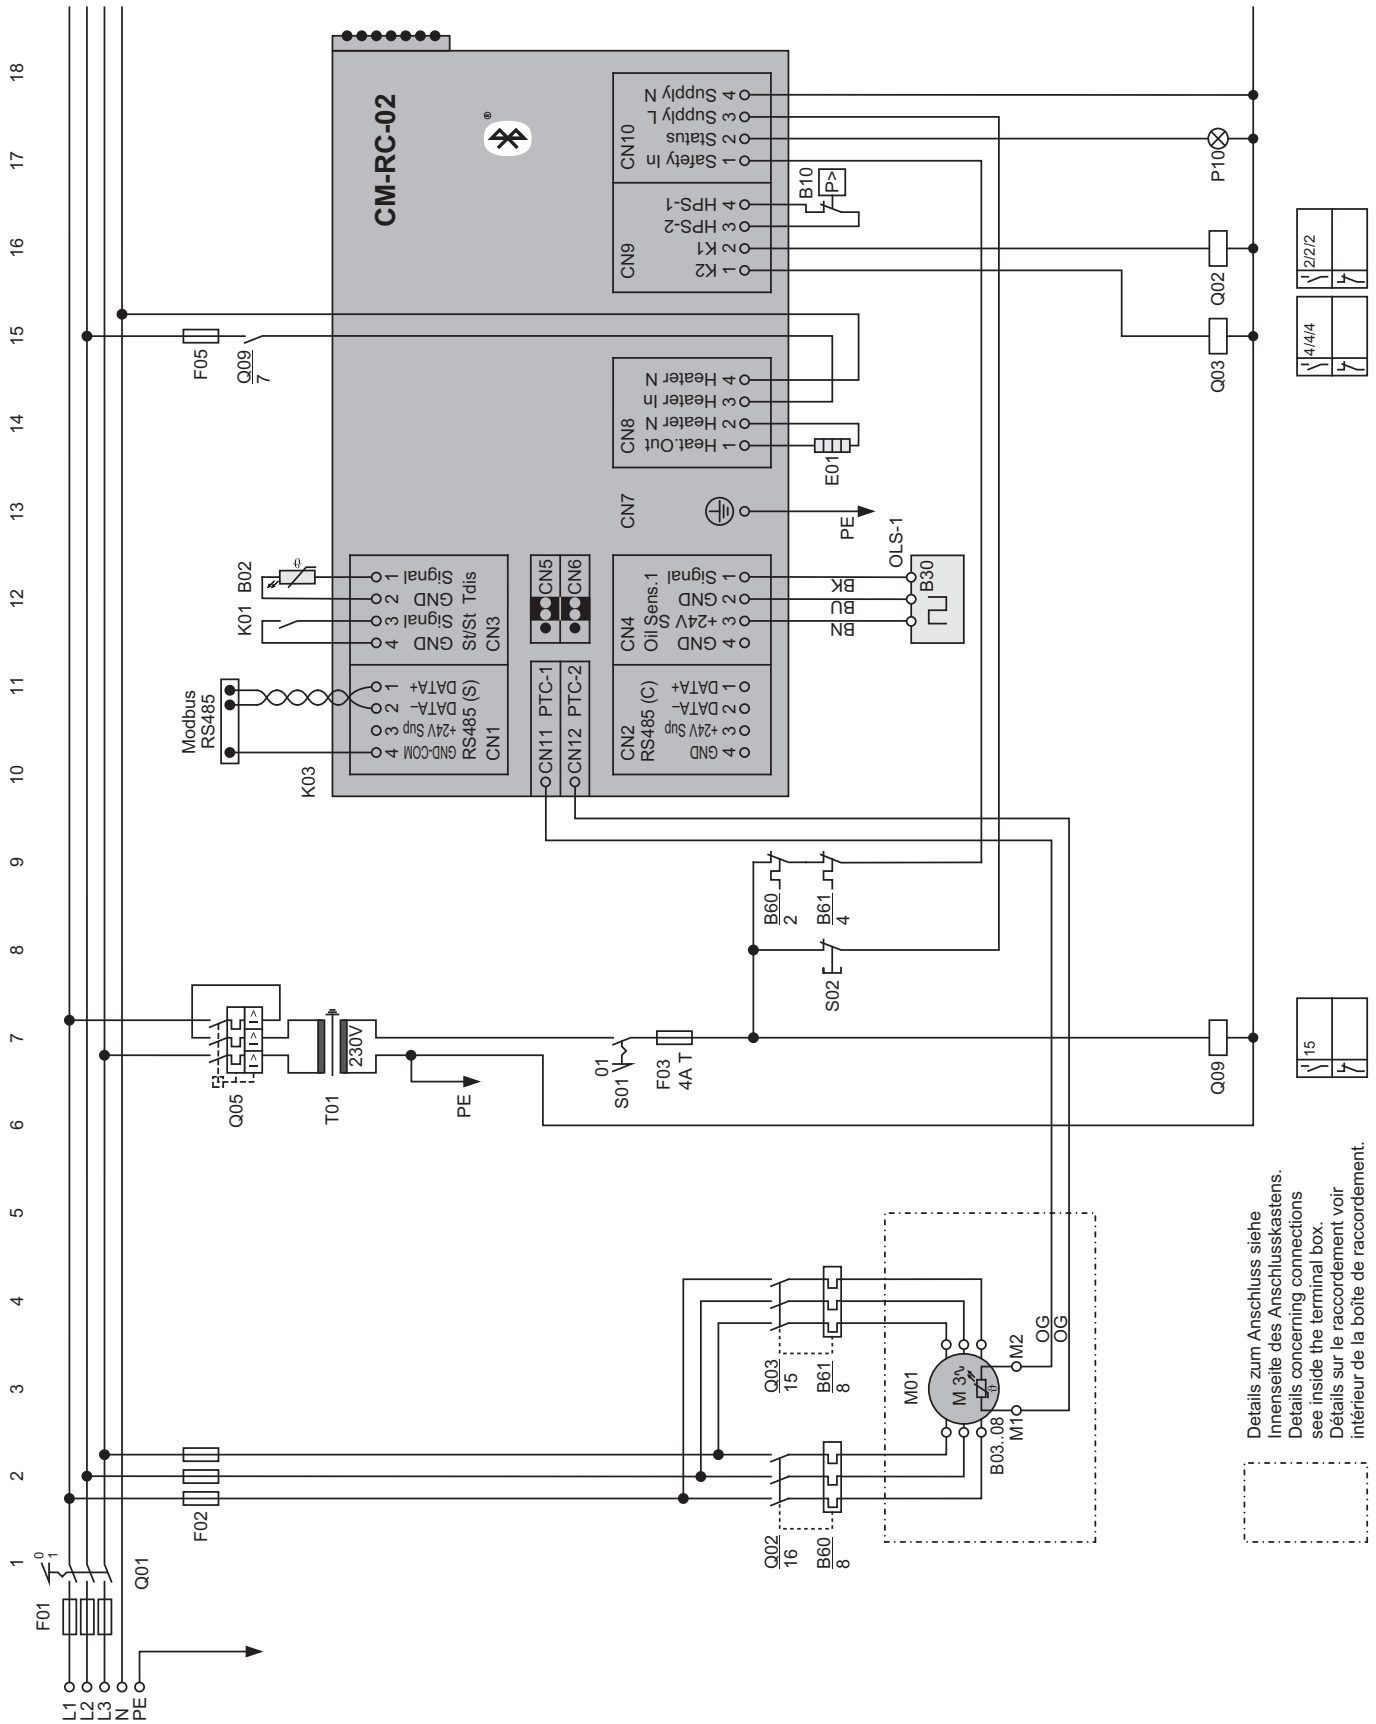 1
2
3
4
5
6
7
8
9
10
11
12
13
14
15
16
17
18
L1
L2
L3
N
PE
F01
0
1
Q01
F02
Q02
16
B60
8
Q03
15
B61
8
M01
M 3~
ϑ
B03..08
M1
M2
OG
OG
Q05
I >
I >
I >
T01
230V
PE
01
S01
F03
4A T
S02
B60
2
B61
4
Q09
15
Modbus
RS485
K03
K01
B02
ϑ
F05
Q09
7
CM-RC-02
®
4 GND-COM
3 +24V Sup
2 DATA–
1 DATA+
RS485 (S)
CN1
4 GND
3 Signal
2 GND
1 Signal
St/St Tdis
CN3
CN11 PTC-1
CN12 PTC-2
CN5
CN6
CN2
RS485 (C)
GND 4
+24V Sup 3
DATA– 2
DATA+ 1
CN4
Oil Sens.1
GND 4
+24V S 3
GND 2
Signal 1
CN7
PE
CN8
Heat.Out 1
Heater N 2
Heater In 3
Heater N 4
E01
CN9
K2 1
K1 2
HPS-2 3
HPS-1 4
B10
P>
CN10
Safety In 1
Status 2
Supply L 3
Supply N 4
BN
BU
BK
OLS-1
B30
Q03
Q02
P10
4/4/4
2/2/2
Details zum Anschluss siehe
Innenseite des Anschlusskastens.
Details concerning connections
see inside the terminal box.
Détails sur le raccordement voir
intérieur de la boîte de raccordement.